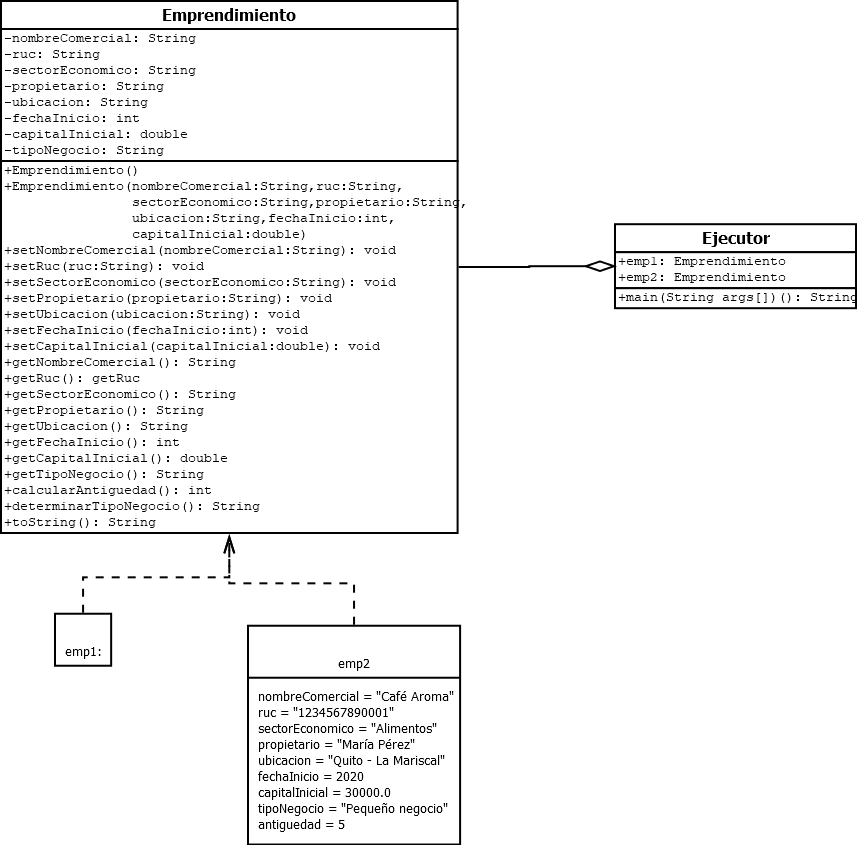 Emprendimiento
-nombreComercial: String
-ruc: String
-sectorEconomico: String
-propietario: String
-ubicacion: String
-fechaInicio: int
-capitalInicial: double
-tipoNegocio: String
+Emprendimiento()
+Emprendimiento(nombreComercial:String,ruc:String,
sectorEconomico:String,propietario:String,
ubicacion:String,fechaInicio:int,
capitalInicial:double)
+setNombreComercial(nombreComercial:String): void
+setRuc(ruc:String): void
+setSectorEconomico(sectorEconomico:String): void
+setPropietario(propietario:String): void
+setUbicacion(ubicacion:String): void
+setFechaInicio(fechaInicio:int): void
+setCapitalInicial(capitalInicial:double): void
+getNombreComercial(): String
+getRuc(): getRuc
+getSectorEconomico(): String
+getPropietario(): String
+getUbicacion(): String
+getFechaInicio(): int
+getCapitalInicial(): double
+getTipoNegocio(): String
+calcularAntiguedad(): int
+determinarTipoNegocio(): String
+toString(): String
Ejecutor
+emp1: Emprendimiento
+emp2: Emprendimiento
+main(String args[])(): String
emp1:
emp2
nombreComercial = "Café Aroma"
ruc = "1234567890001"
sectorEconomico = "Alimentos"
propietario = "María Pérez"
ubicacion = "Quito - La Mariscal"
fechaInicio = 2020
capitalInicial = 30000.0
tipoNegocio = "Pequeño negocio"
antiguedad = 5